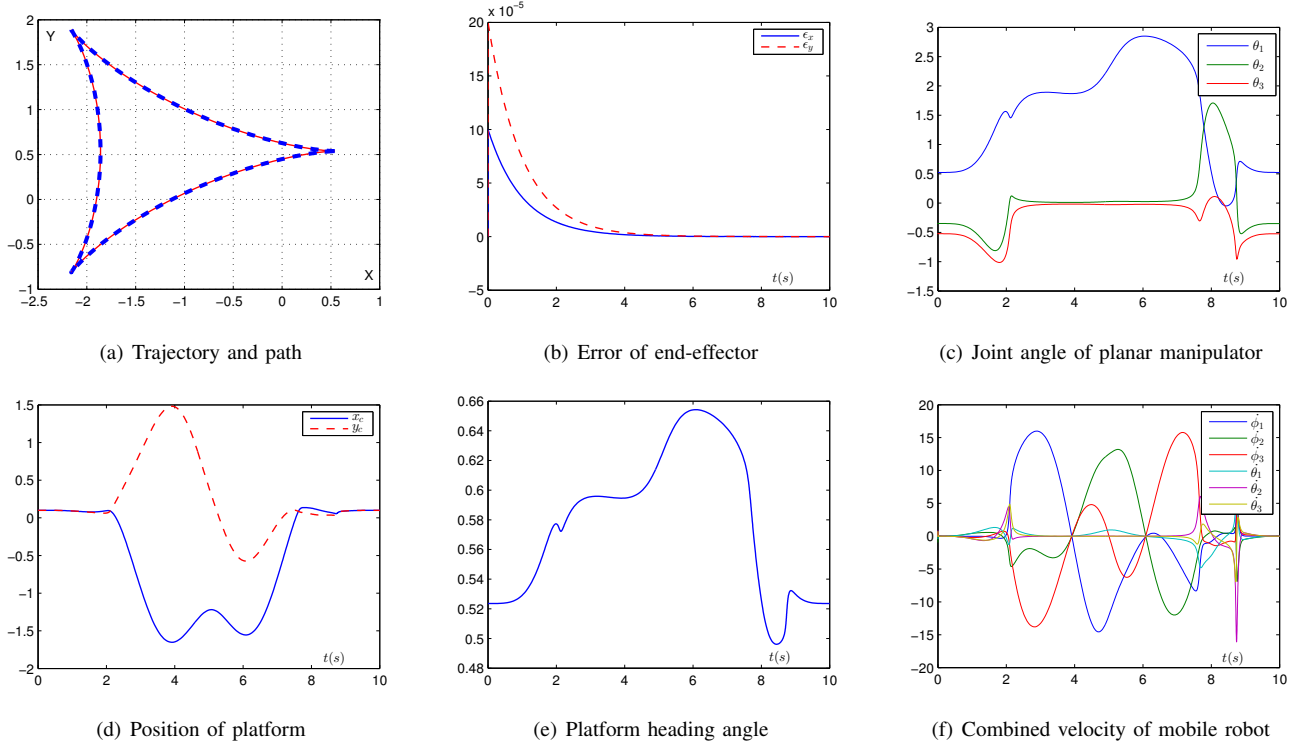 Y
X
2
1.5
1
0.5
0
−0.5
−1
−2.5 −2 −1.5 −1 −0.5 0 0.5 1
(a) Trajectory and path
x 10⁻⁵
20
15
10
5
0
−5
0 2 4 6 8 10
ϵx
ϵy
t(s)
(b) Error of end-effector
3
2.5
2
1.5
1
0.5
0
−0.5
−1
−1.5
0 2 4 6 8 10
θ1
θ2
θ3
t(s)
(c) Joint angle of planar manipulator
1.5
1
0.5
0
−0.5
−1
−1.5
−2
0 2 4 6 8 10
xc
yc
t(s)
(d) Position of platform
0.66
0.64
0.62
0.6
0.58
0.56
0.54
0.52
0.5
0.48
0 2 4 6 8 10
t(s)
(e) Platform heading angle
20
15
10
5
0
−5
−10
−15
−20
0 2 4 6 8 10
ϕ̇1
ϕ̇2
ϕ̇3
θ̇1
θ̇2
θ̇3
t(s)
(f) Combined velocity of mobile robot